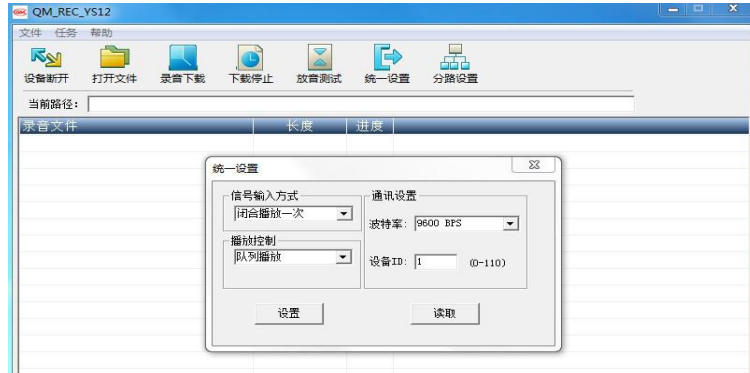 QM_REC_YS12
文件 任务 帮助
设备断开 打开文件 录音下载 下载停止 放音测试 统一设置 分路设置
当前路径:
录音文件 长度 进度
统一设置
信号输入方式 通讯设置
闭合播放一次
波特率: 9600 BPS
播放控制
队列播放
设备ID: 1 (0-110)
设置 读取